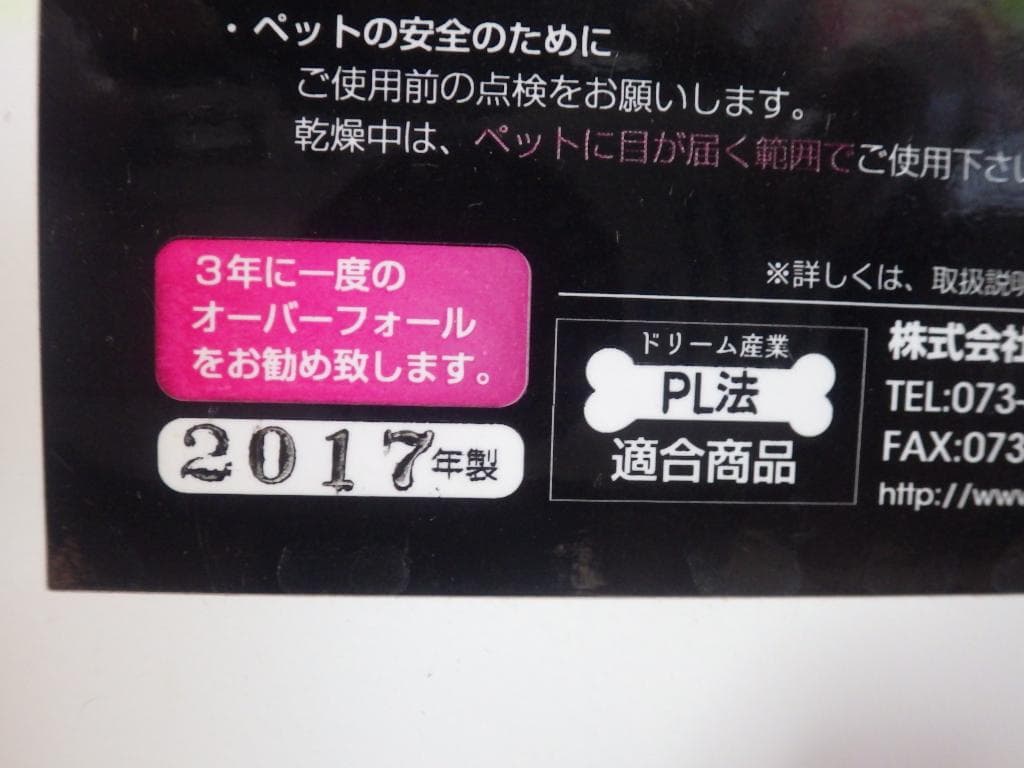 ・ペットの安全のために
ご使用前の点検をお願いします。
乾燥中は、ペットに目が届く範囲でご使用下さい
※詳しくは、取扱説明
3年に一度の
オーバーフォール
をお勧め致します。
2017年製
ドリーム産業
PL法
適合商品
株式会社
TEL:073-
FAX:073
http://www